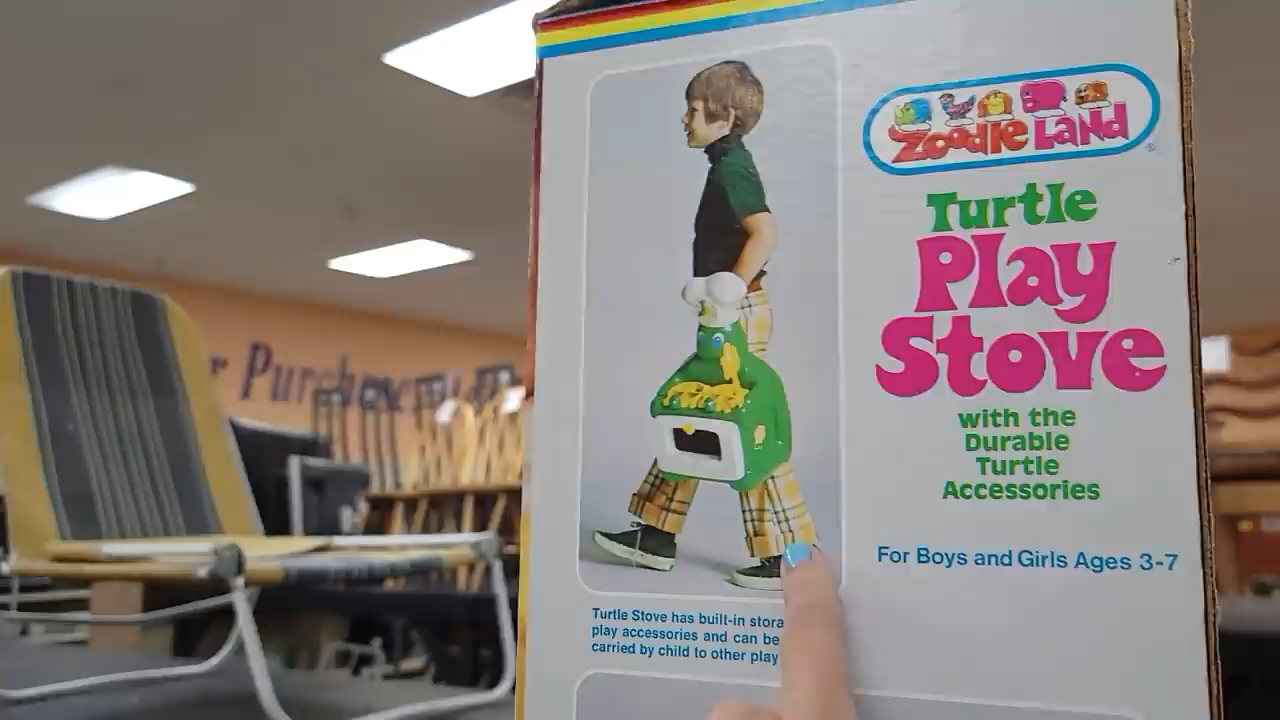 r Purchase
Zoodle Land ®
Turtle
Play
Stove
with the
Durable
Turtle
Accessories
For Boys and Girls Ages 3-7
Turtle Stove has built-in
play accessories and can be
carried by child to other play